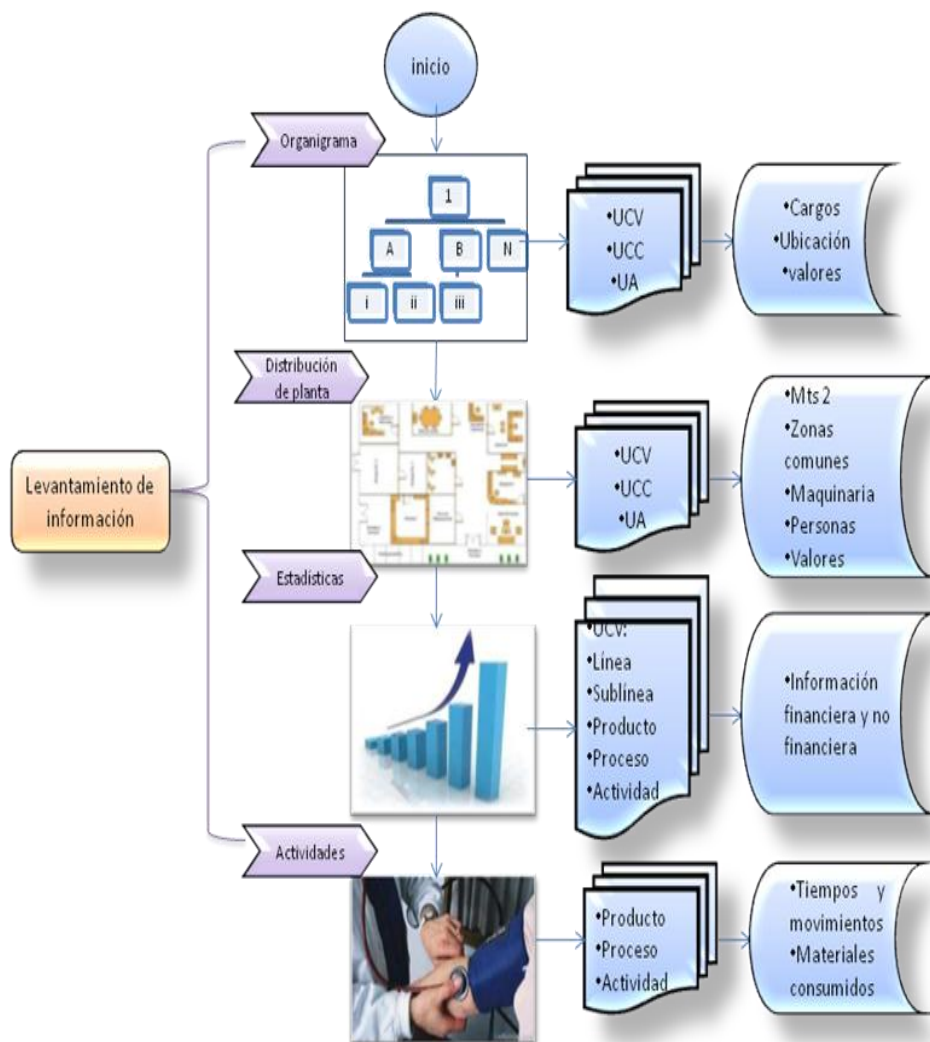 inicio
Organigrama
1
A
B
N
i
ii
iii
•UCV
•UCC
•UA
•Cargos
•Ubicación
•valores
Distribución
de planta
•UCV
•UCC
•UA
•Mts 2
•Zonas
comunes
•Maquinaria
•Personas
•Valores
Levantamiento de
información
Estadísticas
•UCV:
•Línea
•Sublínea
•Producto
•Proceso
•Actividad
•Información
financiera y no
financiera
Actividades
•Producto
•Proceso
•Actividad
•Tiempos y
movimientos
•Materiales
consumidos